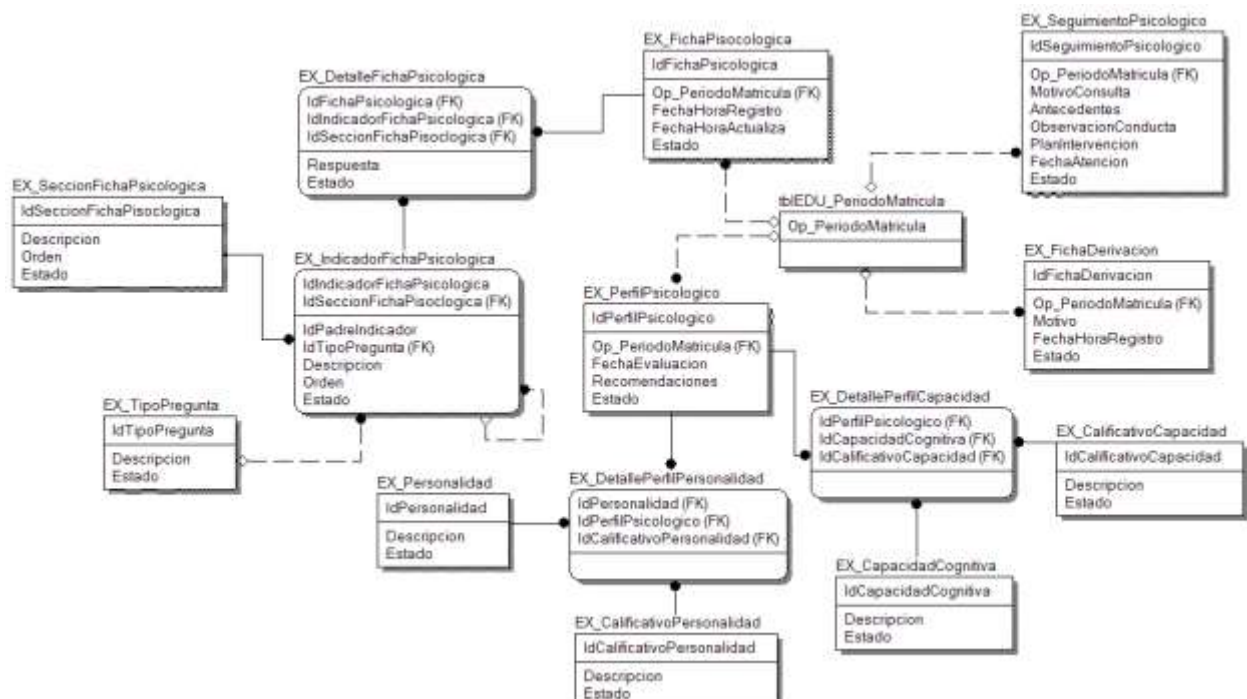 EX_SeguimientoPsicologico
IdSeguimientoPsicologico
Op_PeriodoMatricula (FK)
MotivoConsulta
Antecedentes
ObservacionConducta
PlanIntervencion
FechaAtencion
Estado
EX_FichaPisocologica
IdFichaPsicologica
Op_PeriodoMatricula (FK)
FechaHoraRegistro
FechaHoraActualiza
Estado
EX_DetalleFichaPsicologica
IdFichaPsicologica (FK)
IdIndicadorFichaPsicologica (FK)
IdSeccionFichaPisoclogica (FK)
Respuesta
Estado
EX_SeccionFichaPsicologica
IdSeccionFichaPisoclogica
Descripcion
Orden
Estado
tblEDU_PeriodoMatricula
Op_PeriodoMatricula
EX_IndicadorFichaPsicologica
IdIndicadorFichaPsicologica
IdSeccionFichaPisoclogica (FK)
IdPadreIndicador
IdTipoPregunta (FK)
Descripcion
Orden
Estado
EX_FichaDerivacion
IdFichaDerivacion
Op_PeriodoMatricula (FK)
Motivo
FechaHoraRegistro
Estado
EX_PerfilPsicologico
IdPerfilPsicologico
Op_PeriodoMatricula (FK)
FechaEvaluacion
Recomendaciones
Estado
EX_TipoPregunta
IdTipoPregunta
Descripcion
Estado
EX_DetallePerfilCapacidad
IdPerfilPsicologico (FK)
IdCapacidadCognitiva (FK)
IdCalificativoCapacidad (FK)
EX_CalificativoCapacidad
IdCalificativoCapacidad
Descripcion
Estado
EX_Personalidad
IdPersonalidad
Descripcion
Estado
EX_DetallePerfilPersonalidad
IdPersonalidad (FK)
IdPerfilPsicologico (FK)
IdCalificativoPersonalidad (FK)
EX_CapacidadCognitiva
IdCapacidadCognitiva
Descripcion
Estado
EX_CalificativoPersonalidad
IdCalificativoPersonalidad
Descripcion
Estado